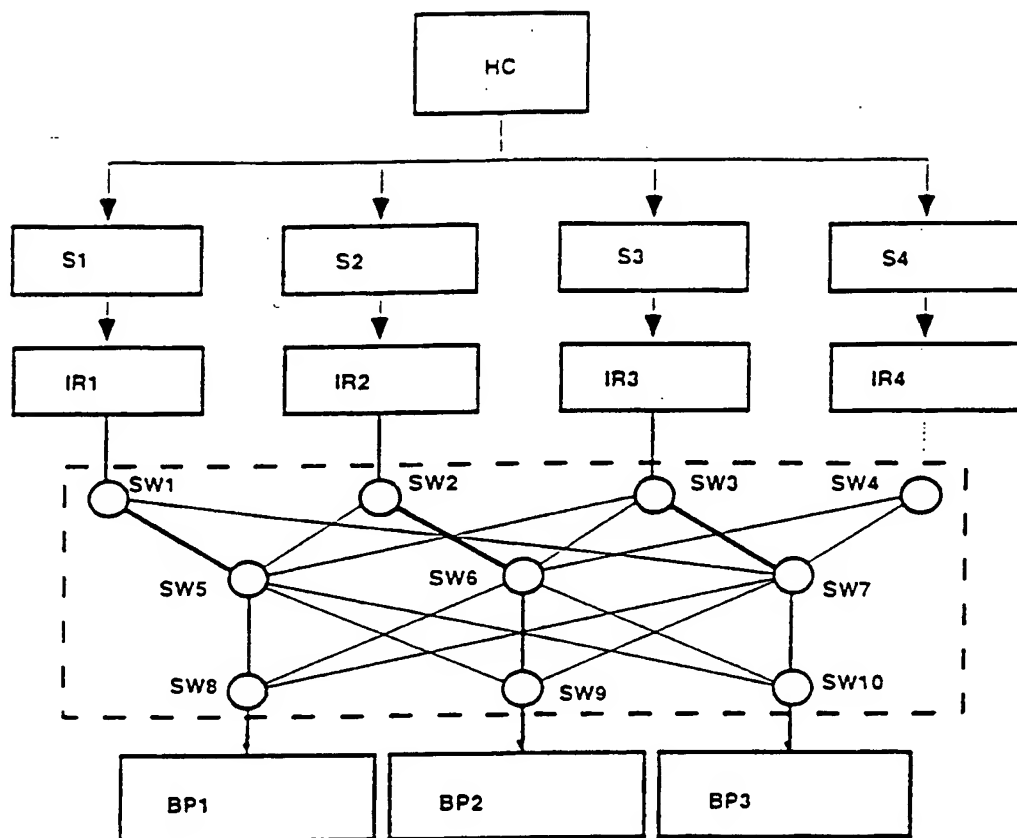 HC
S1 S2 S3 S4
IR1 IR2 IR3 IR4
SW1 SW2 SW3 SW4
SW5 SW6 SW7
SW8 SW9 SW10
BP1 BP2 BP3